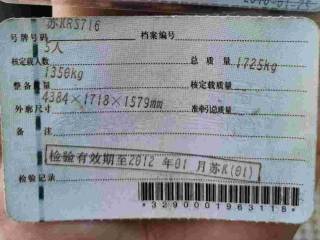 号牌号码 苏KRS716 档案编号
核定载人数 5人 总质量 1725kg
整备质量 1350kg 核定载质量
外廓尺寸 4384×1718×1579mm 准牵引总质量
备注
检验有效期至2012年01月苏K(01)
检验记录
*3290001963115*